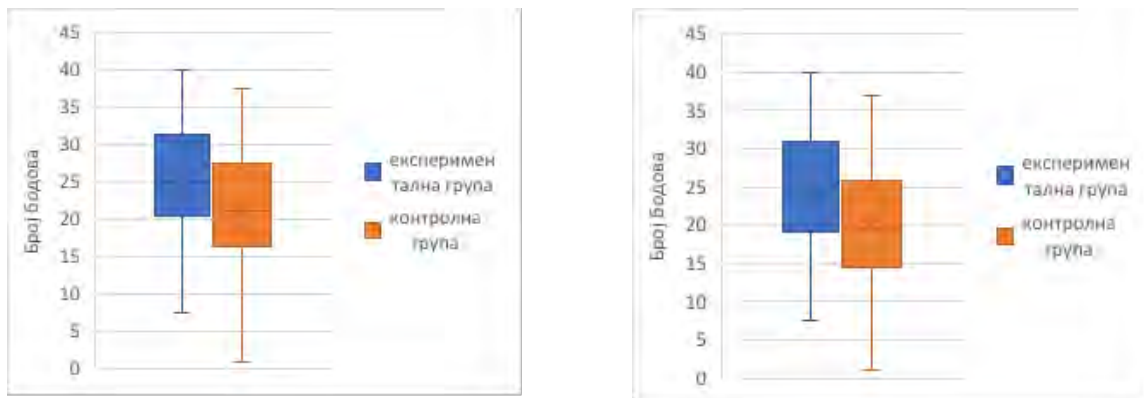 45
40
35
30
25
20
15
10
5
0
Број бодова
експеримен
тална група
контролна
група
45
40
35
30
25
20
15
10
5
0
Број бодова
експеримен
тална група
контролна
група